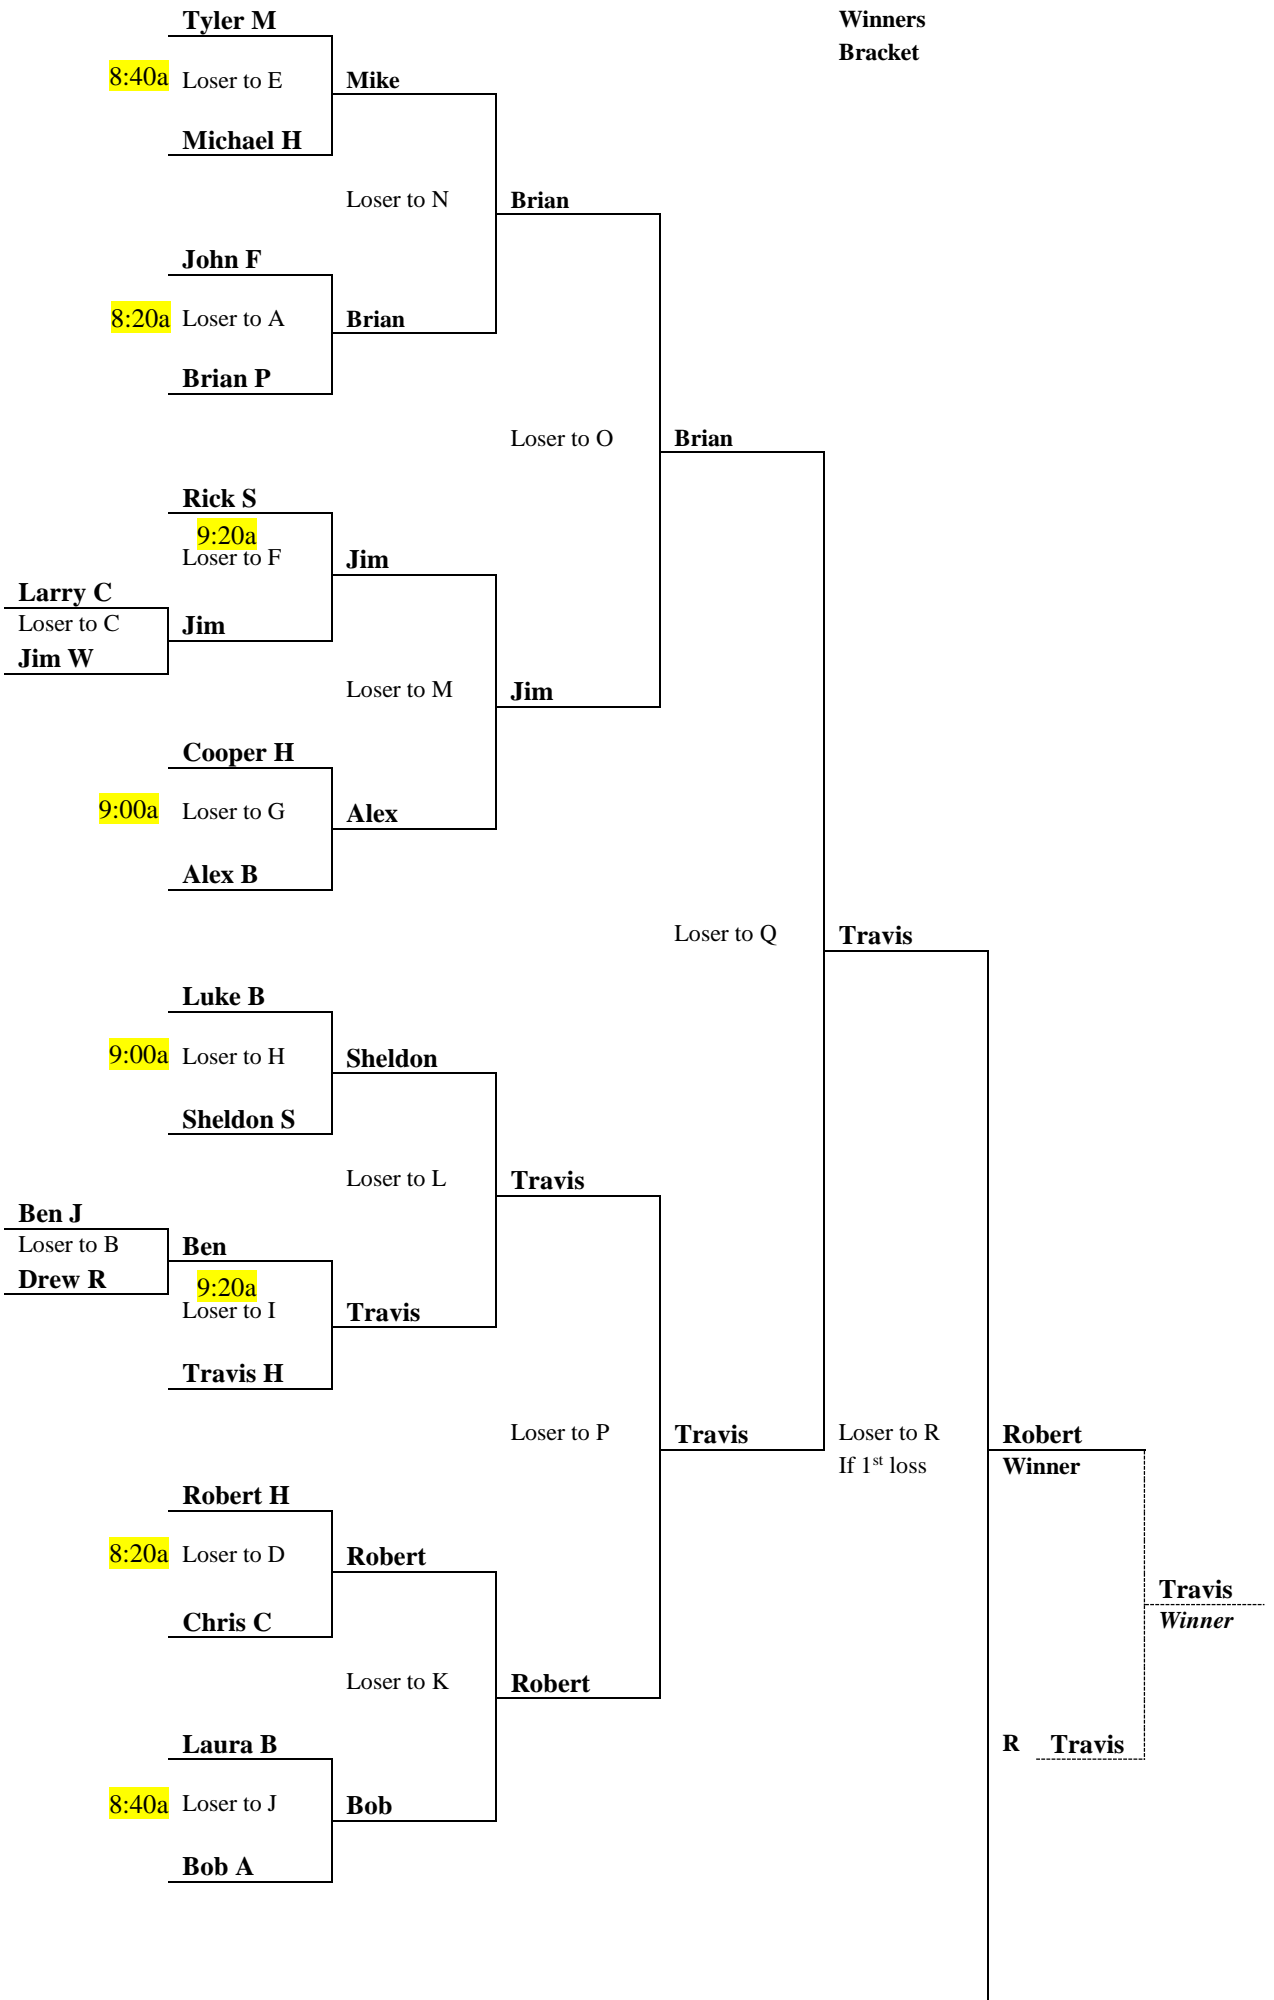 Tyler M
Winners
Bracket
8:40a Loser to E
Mike
Michael H
Loser to N
Brian
John F
8:20a Loser to A
Brian
Brian P
Loser to O
Brian
Rick S
9:20a
Loser to F
Jim
Larry C
Loser to C
Jim
Jim W
Loser to M
Jim
Cooper H
9:00a Loser to G
Alex
Alex B
Loser to Q
Travis
Luke B
9:00a Loser to H
Sheldon
Sheldon S
Loser to L
Travis
Ben J
Loser to B
Ben
Drew R
9:20a
Loser to I
Travis
Travis H
Loser to P
Travis
Loser to R
If 1st loss
Robert
Winner
Robert H
8:20a Loser to D
Robert
Chris C
Travis
Winner
Loser to K
Robert
Laura B
R Travis
8:40a Loser to J
Bob
Bob A